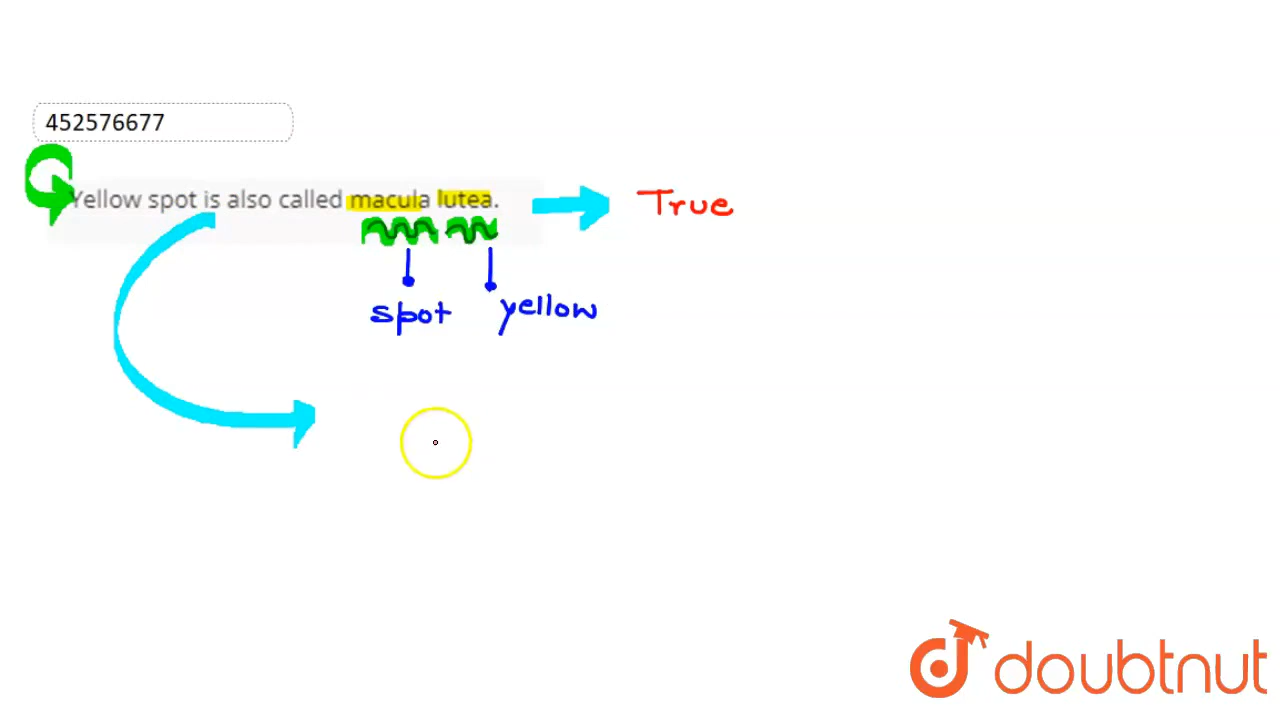 452576677
Yellow spot is also called macula lutea.
True
spot yellow
doubtnut